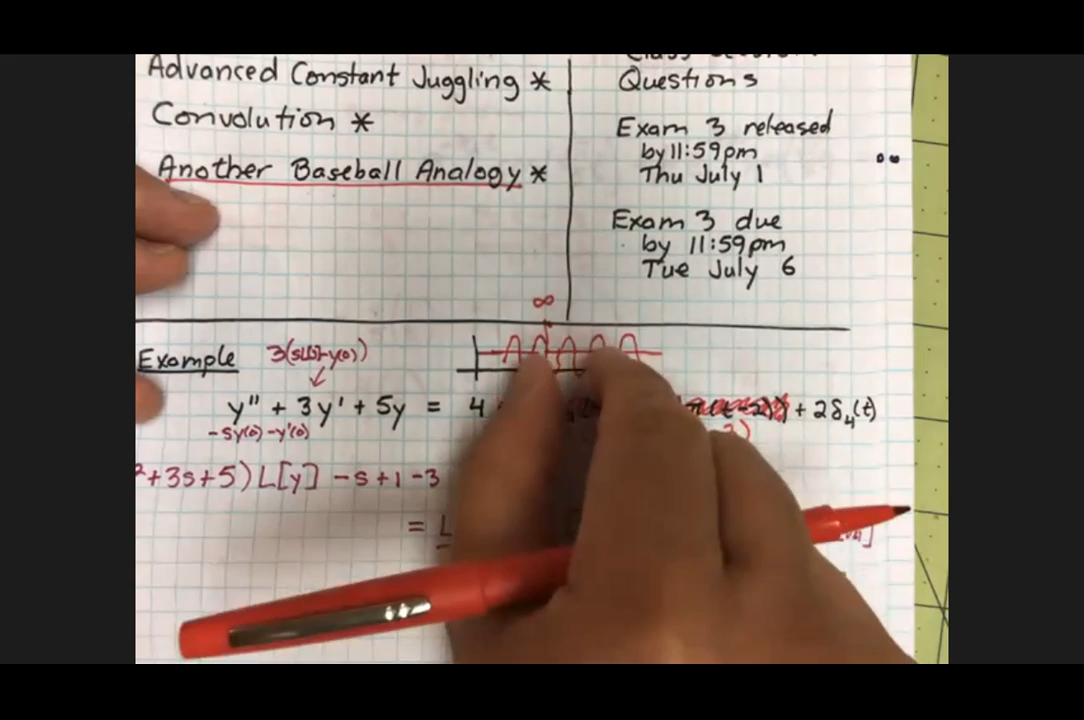 Advanced Constant Juggling *
Convolution *
Another Baseball Analogy *
Questions
Exam 3 released
by 11:59pm
Thu July 1
Exam 3 due
by 11:59pm
Tue July 6
∞
Example
3(sL[]-y(0))
y" + 3y' + 5y = 4
+ 2δ₄(t)
-sy(0) -y'(0)
+3s+5) L[y] -s+1-3
= L